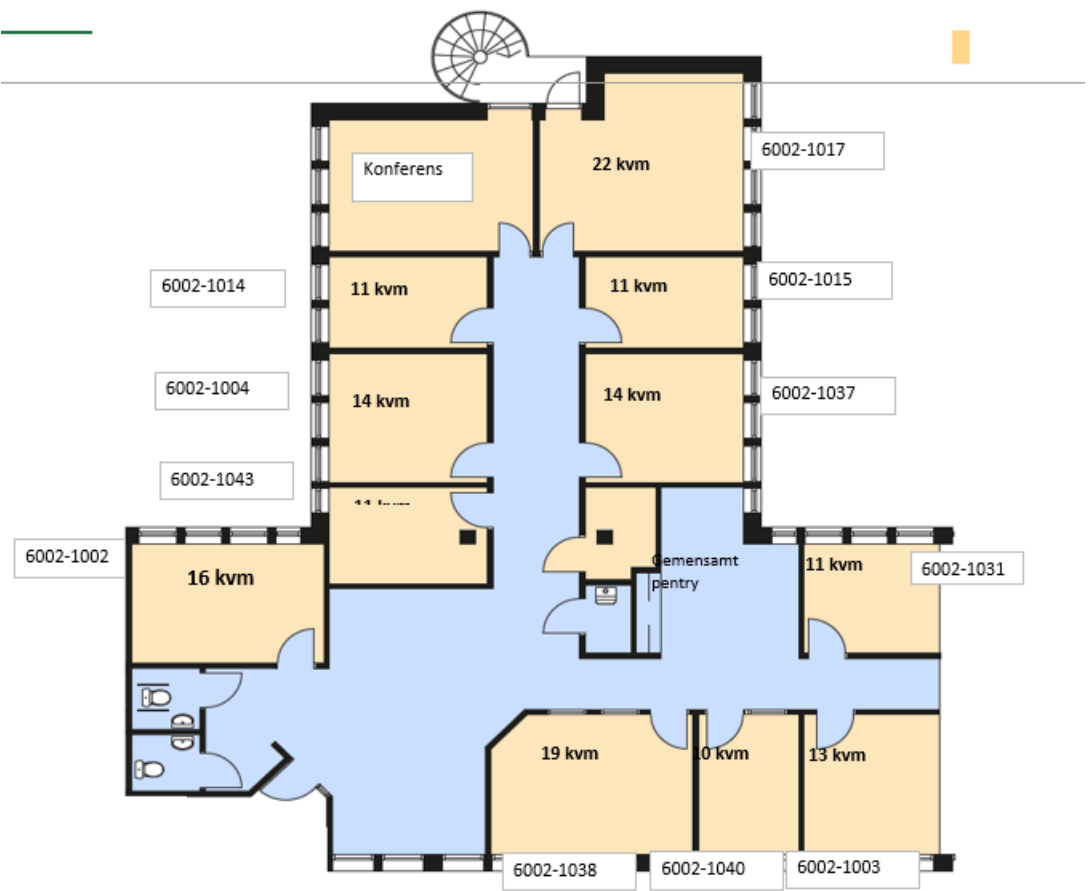 Konferens
22 kvm
6002-1017
6002-1014
11 kvm
11 kvm
6002-1015
6002-1004
14 kvm
14 kvm
6002-1037
6002-1043
6002-1002
16 kvm
Gemensamt
pentry
11 kvm
6002-1031
19 kvm
10 kvm
13 kvm
6002-1038
6002-1040
6002-1003